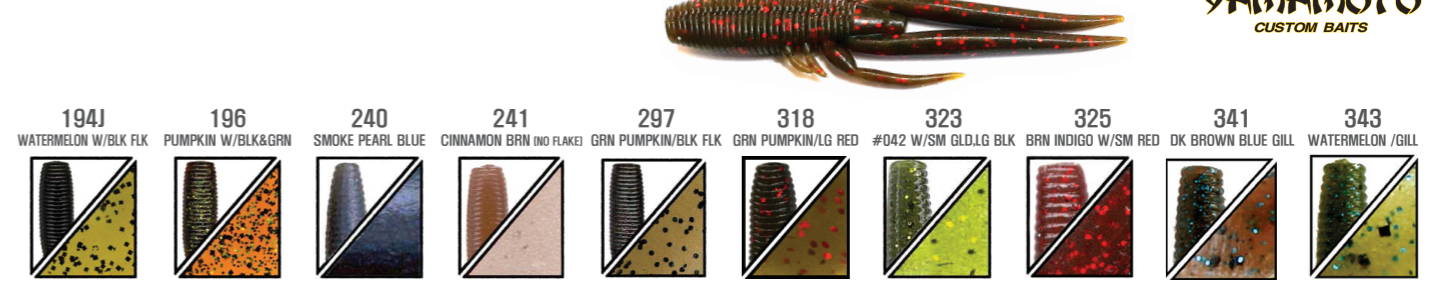 YAMAMOTO
CUSTOM BAITS
194J
WATERMELON W/BLK FLK
196
PUMPKIN W/BLK&GRN
240
SMOKE PEARL BLUE
241
CINNAMON BRN (NO FLAKE)
297
GRN PUMPKIN/BLK FLK
318
GRN PUMPKIN/LG RED
323
#042 W/SM GLD,LG BLK
325
BRN INDIGO W/SM RED
341
DK BROWN BLUE GILL
343
WATERMELON /GILL